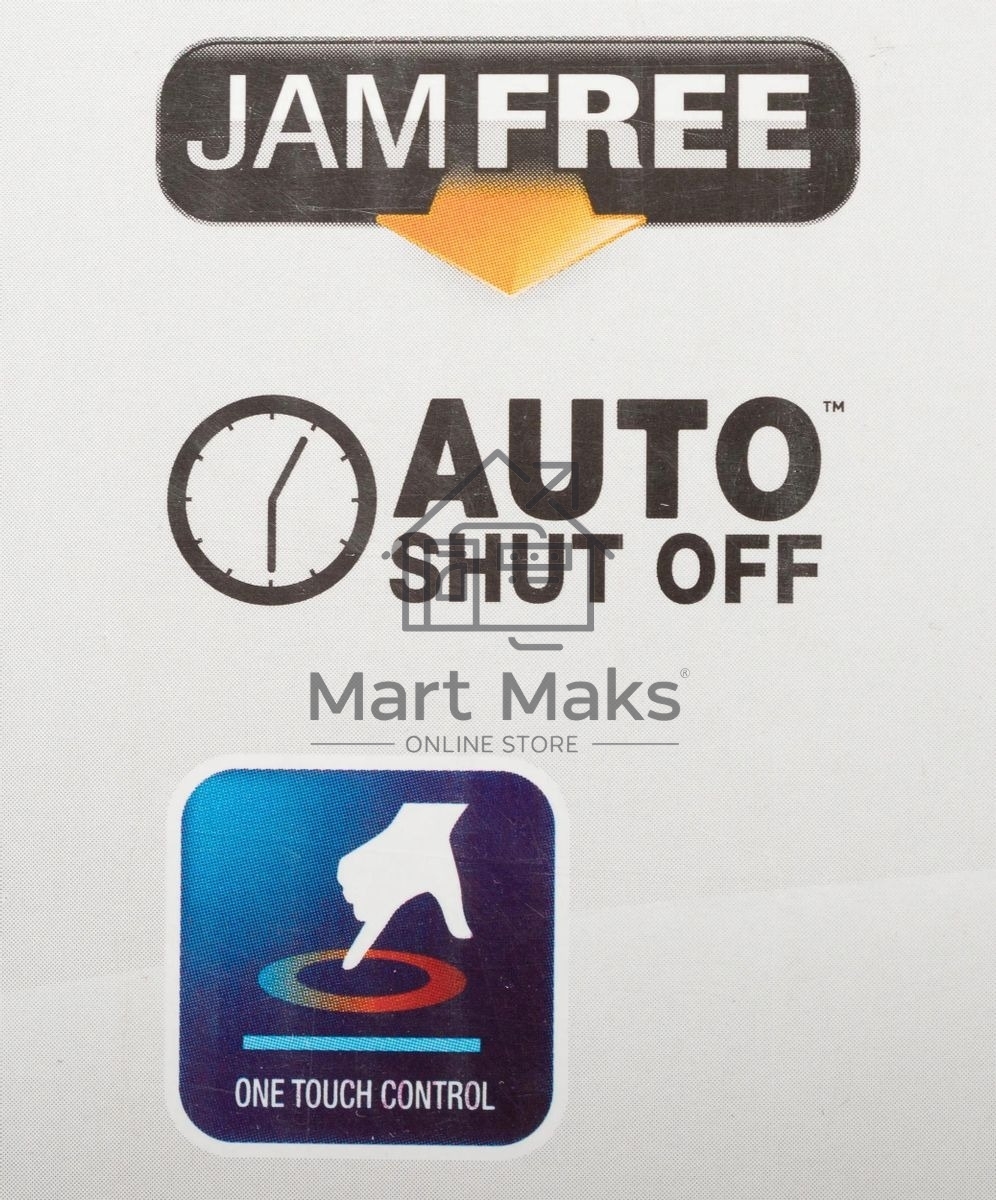 JAM FREE
AUTO™
SHUT OFF
Mart Maks®
ONLINE STORE
ONE TOUCH CONTROL